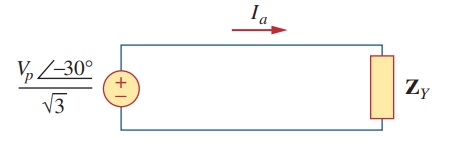 I_a
V_p ∠−30°
√3
+
−
Z_Y